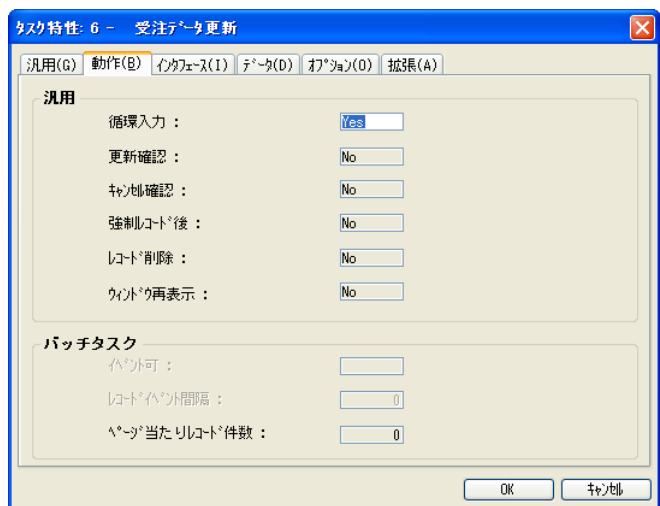 ﾀｽｸ特性: 6 -　受注ﾃﾞｰﾀ更新
汎用(G) 動作(B) ｲﾝﾀﾌｪｰｽ(I) ﾃﾞｰﾀ(D) ｵﾌﾟｼｮﾝ(O) 拡張(A)
汎用
循環入力 : Yes
更新確認 : No
ｷｬﾝｾﾙ確認 : No
強制ﾚｺｰﾄﾞ後 : No
ﾚｺｰﾄﾞ削除 : No
ｳｨﾝﾄﾞｳ再表示 : No
バッチタスク
ｲﾍﾞﾝﾄ可 :
ﾚｺｰﾄﾞｲﾍﾞﾝﾄ間隔 : 0
ﾍﾟｰｼﾞ当たりﾚｺｰﾄﾞ件数 : 0
OK ｷｬﾝｾﾙ